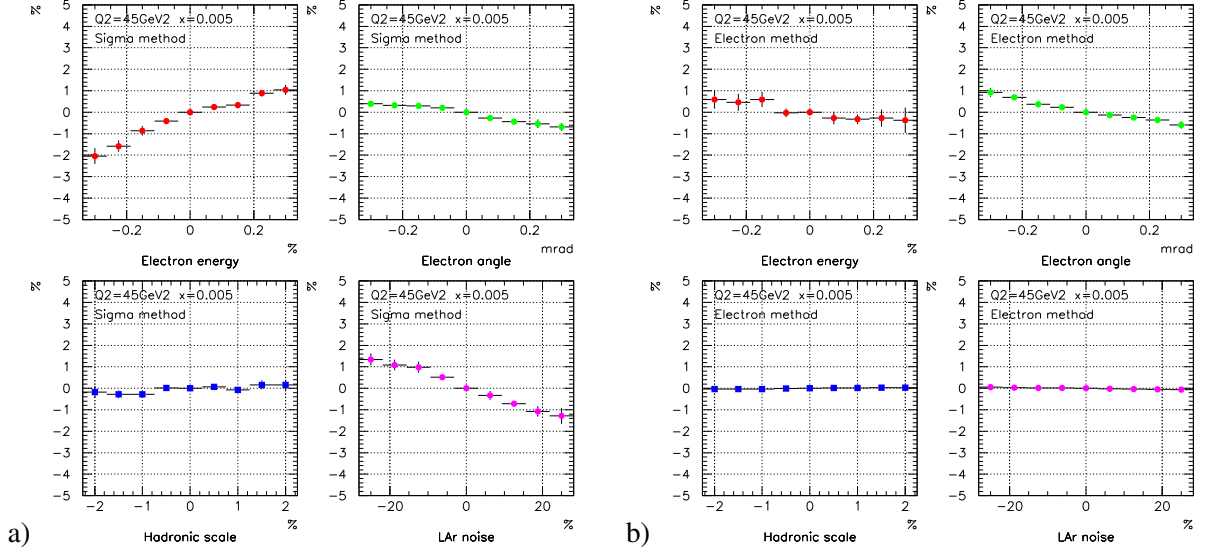 %
Q2=45GeV2 x=0.005
Sigma method
5
4
3
2
1
0
−1
−2
−3
−4
−5
−0.2 0 0.2
%
Electron energy
%
Q2=45GeV2 x=0.005
Sigma method
5
4
3
2
1
0
−1
−2
−3
−4
−5
−0.2 0 0.2
mrad
Electron angle
%
Q2=45GeV2 x=0.005
Electron method
5
4
3
2
1
0
−1
−2
−3
−4
−5
−0.2 0 0.2
%
Electron energy
%
Q2=45GeV2 x=0.005
Electron method
5
4
3
2
1
0
−1
−2
−3
−4
−5
−0.2 0 0.2
mrad
Electron angle
%
Q2=45GeV2 x=0.005
Sigma method
5
4
3
2
1
0
−1
−2
−3
−4
−5
−2 −1 0 1 2
%
Hadronic scale
%
Q2=45GeV2 x=0.005
Sigma method
5
4
3
2
1
0
−1
−2
−3
−4
−5
−20 0 20
%
LAr noise
a)
%
Q2=45GeV2 x=0.005
Electron method
5
4
3
2
1
0
−1
−2
−3
−4
−5
−2 −1 0 1 2
%
Hadronic scale
%
Q2=45GeV2 x=0.005
Electron method
5
4
3
2
1
0
−1
−2
−3
−4
−5
−20 0 20
%
LAr noise
b)